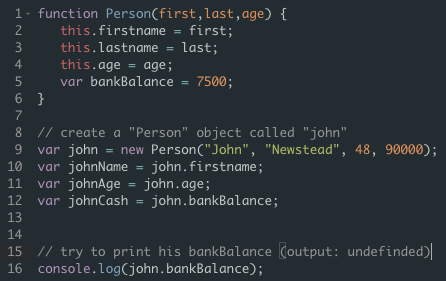 1 function Person(first,last,age) {
2 this.firstname = first;
3 this.lastname = last;
4 this.age = age;
5 var bankBalance = 7500;
6 }
7
8 // create a "Person" object called "john"
9 var john = new Person("John", "Newstead", 48, 90000);
10 var johnName = john.firstname;
11 var johnAge = john.age;
12 var johnCash = john.bankBalance;
13
14
15 // try to print his bankBalance (output: undefinded)
16 console.log(john.bankBalance);